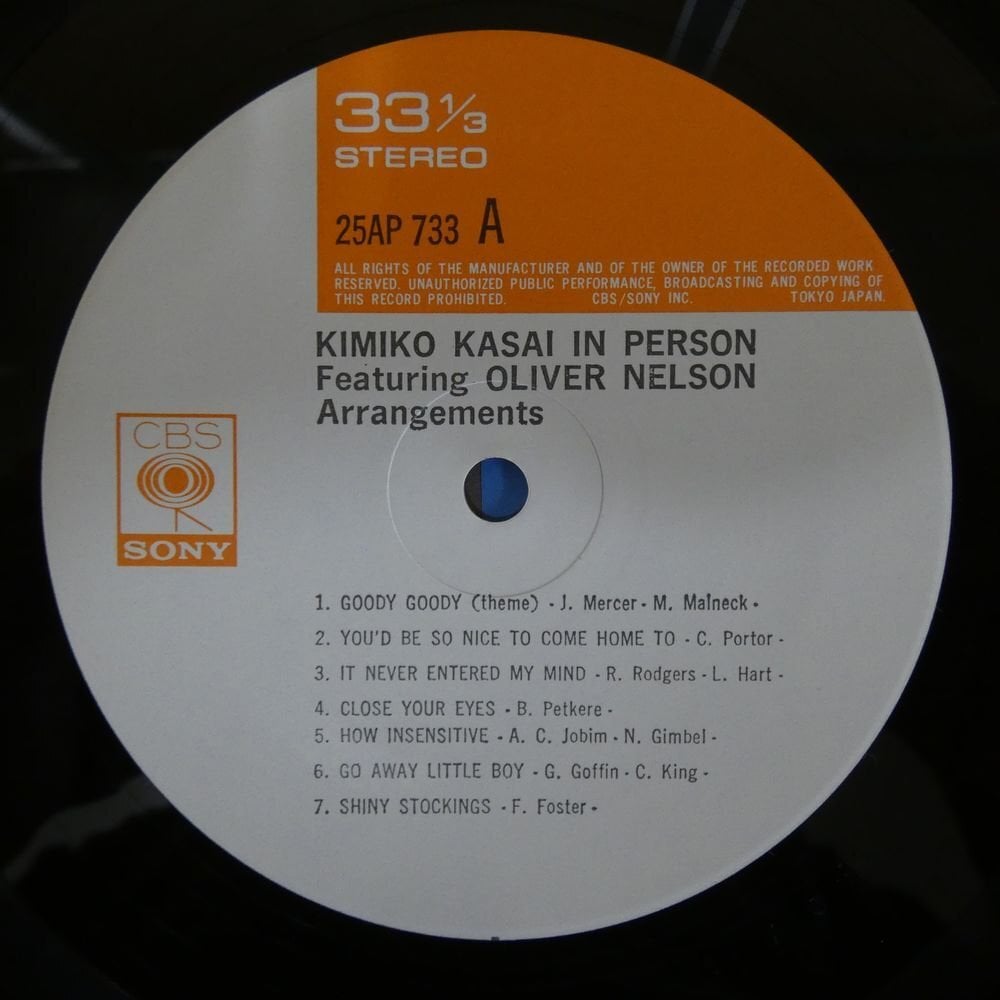 33 1/3
STEREO
25AP 733 A
ALL RIGHTS OF THE MANUFACTURER AND OF THE OWNER OF THE RECORDED WORK
RESERVED. UNAUTHORIZED PUBLIC PERFORMANCE, BROADCASTING AND COPYING OF
THIS RECORD PROHIBITED. CBS/SONY INC. TOKYO JAPAN.
KIMIKO KASAI IN PERSON
Featuring OLIVER NELSON
Arrangements
CBS
SONY
1. GOODY GOODY (theme) · J. Mercer · M. Malneck ·
2. YOU'D BE SO NICE TO COME HOME TO · C. Portor ·
3. IT NEVER ENTERED MY MIND · R. Rodgers · L. Hart ·
4. CLOSE YOUR EYES · B. Petkere ·
5. HOW INSENSITIVE · A. C. Jobim · N. Gimbel ·
6. GO AWAY LITTLE BOY · G. Goffin · C. King ·
7. SHINY STOCKINGS · F. Foster ·